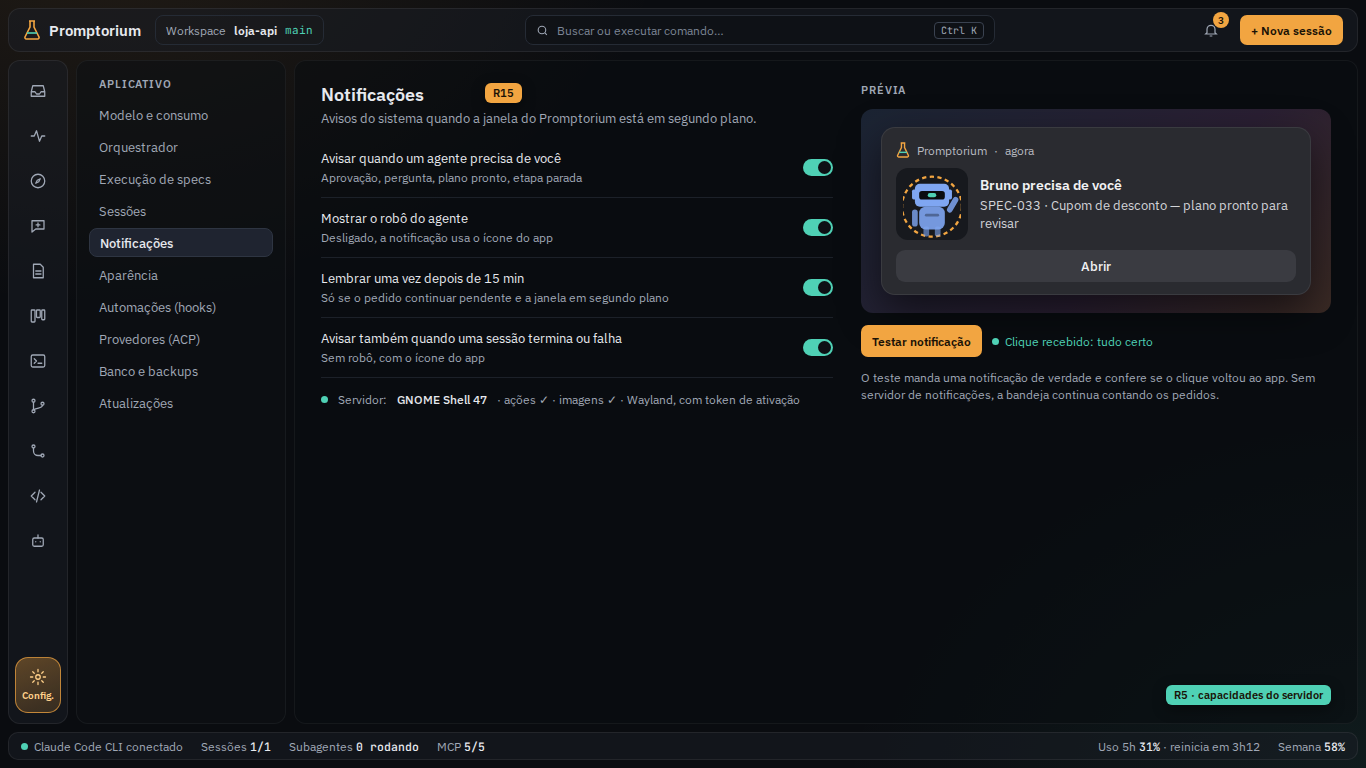 Promptorium
Workspace loja-api main
Buscar ou executar comando...
Ctrl K
3
+ Nova sessão
APLICATIVO
Modelo e consumo
Orquestrador
Execução de specs
Sessões
Notificações
Aparência
Automações (hooks)
Provedores (ACP)
Banco e backups
Atualizações
Config.
Notificações R15
Avisos do sistema quando a janela do Promptorium está em segundo plano.
Avisar quando um agente precisa de você
Aprovação, pergunta, plano pronto, etapa parada
Mostrar o robô do agente
Desligado, a notificação usa o ícone do app
Lembrar uma vez depois de 15 min
Só se o pedido continuar pendente e a janela em segundo plano
Avisar também quando uma sessão termina ou falha
Sem robô, com o ícone do app
Servidor: GNOME Shell 47 · ações ✓ · imagens ✓ · Wayland, com token de ativação
PRÉVIA
Promptorium · agora
Bruno precisa de você
SPEC-033 · Cupom de desconto — plano pronto para
revisar
Abrir
Testar notificação
Clique recebido: tudo certo
O teste manda uma notificação de verdade e confere se o clique voltou ao app. Sem
servidor de notificações, a bandeja continua contando os pedidos.
R5 · capacidades do servidor
Claude Code CLI conectado
Sessões 1/1
Subagentes 0 rodando
MCP 5/5
Uso 5h 31% · reinicia em 3h12
Semana 58%